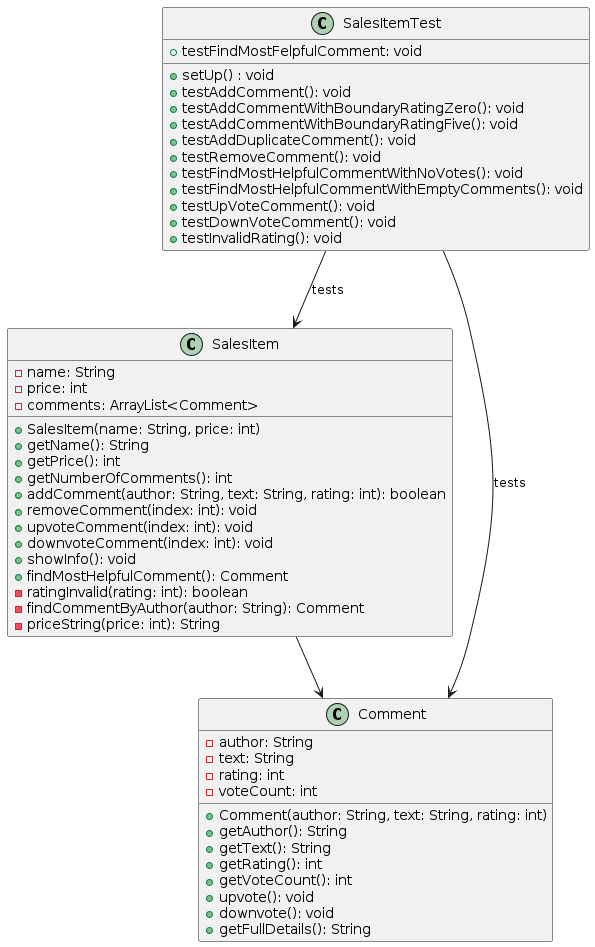 C SalesItemTest
testFindMostFelpfulComment: void
setUp() : void
testAddComment(): void
testAddCommentWithBoundaryRatingZero(): void
testAddCommentWithBoundaryRatingFive(): void
testAddDuplicateComment(): void
testRemoveComment(): void
testFindMostHelpfulCommentWithNoVotes(): void
testFindMostHelpfulCommentWithEmptyComments(): void
testUpVoteComment(): void
testDownVoteComment(): void
testInvalidRating(): void
tests
C SalesItem
name: String
price: int
comments: ArrayList<Comment>
SalesItem(name: String, price: int)
getName(): String
getPrice(): int
getNumberOfComments(): int
addComment(author: String, text: String, rating: int): boolean
removeComment(index: int): void
upvoteComment(index: int): void
downvoteComment(index: int): void
showInfo(): void
findMostHelpfulComment(): Comment
ratingInvalid(rating: int): boolean
findCommentByAuthor(author: String): Comment
priceString(price: int): String
tests
C Comment
author: String
text: String
rating: int
voteCount: int
Comment(author: String, text: String, rating: int)
getAuthor(): String
getText(): String
getRating(): int
getVoteCount(): int
upvote(): void
downvote(): void
getFullDetails(): String